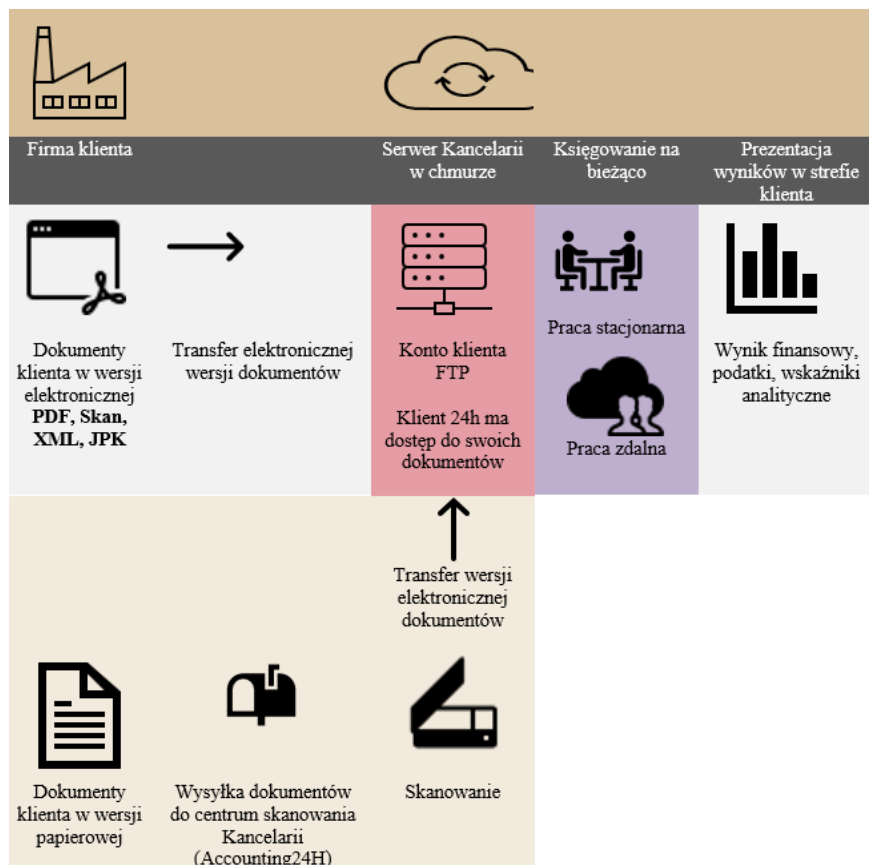 Firma klienta
Serwer Kancelarii
w chmurze
Księgowanie na
bieżąco
Prezentacja
wyników w strefie
klienta
Dokumenty
klienta w wersji
elektronicznej
PDF, Skan,
XML, JPK
Transfer elektronicznej
wersji dokumentów
Konto klienta
FTP
Klient 24h ma
dostęp do swoich
dokumentów
Praca stacjonarna
Praca zdalna
Wynik finansowy,
podatki, wskaźniki
analityczne
Transfer wersji
elektronicznej
dokumentów
Dokumenty
klienta w wersji
papierowej
Wysyłka dokumentów
do centrum skanowania
Kancelarii
(Accounting24H)
Skanowanie